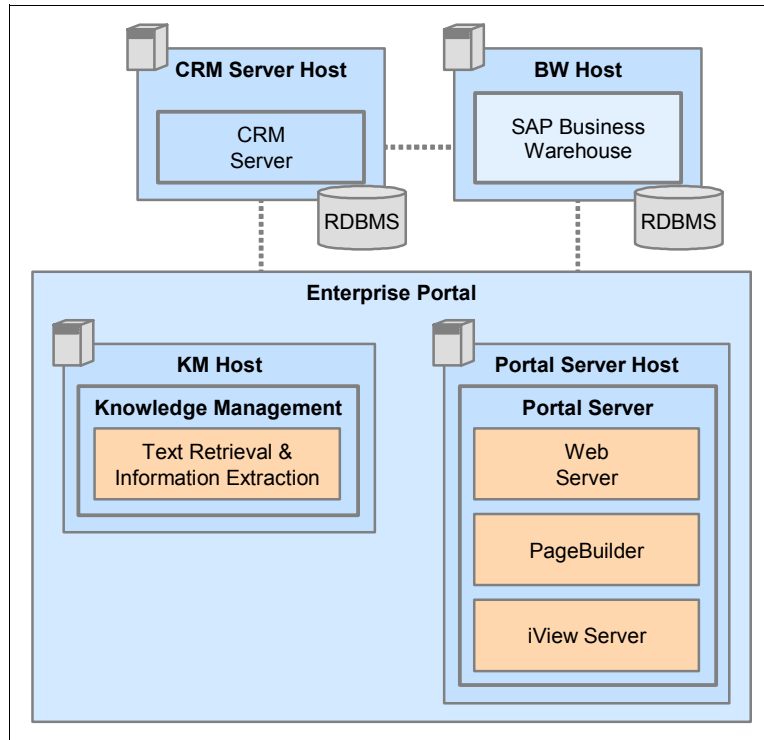 CRM Server Host
BW Host
CRM
Server
SAP Business
Warehouse
RDBMS
RDBMS
Enterprise Portal
KM Host
Portal Server Host
Knowledge Management
Portal Server
Text Retrieval &
Information Extraction
Web
Server
PageBuilder
iView Server